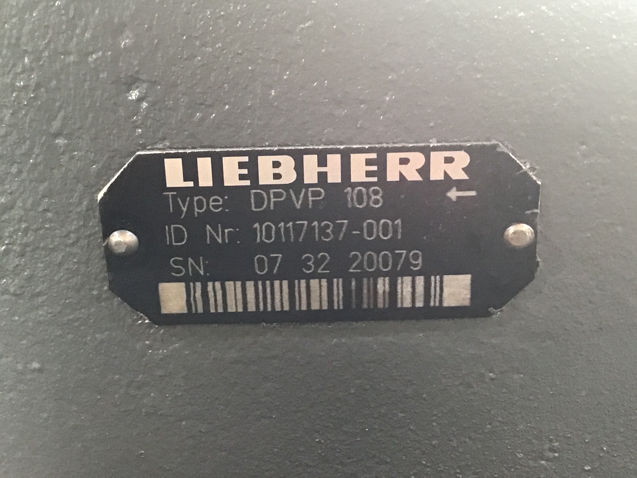 LIEBHERR
Type: DPVP 108 ←
ID Nr: 10117137-001
SN: 07 32 20079